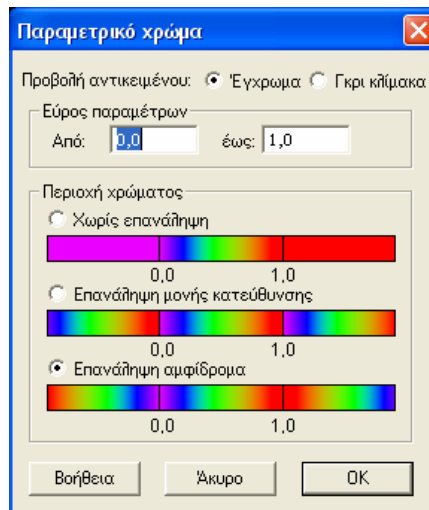 Παραμετρικό χρώμα
Προβολή αντικειμένου: Έγχρωμα Γκρι κλίμακα
Εύρος παραμέτρων
Από: 0,0 έως: 1,0
Περιοχή χρώματος
Χωρίς επανάληψη
0,0 1,0
Επανάληψη μονής κατεύθυνσης
0,0 1,0
Επανάληψη αμφίδρομα
0,0 1,0
Βοήθεια Άκυρο OK